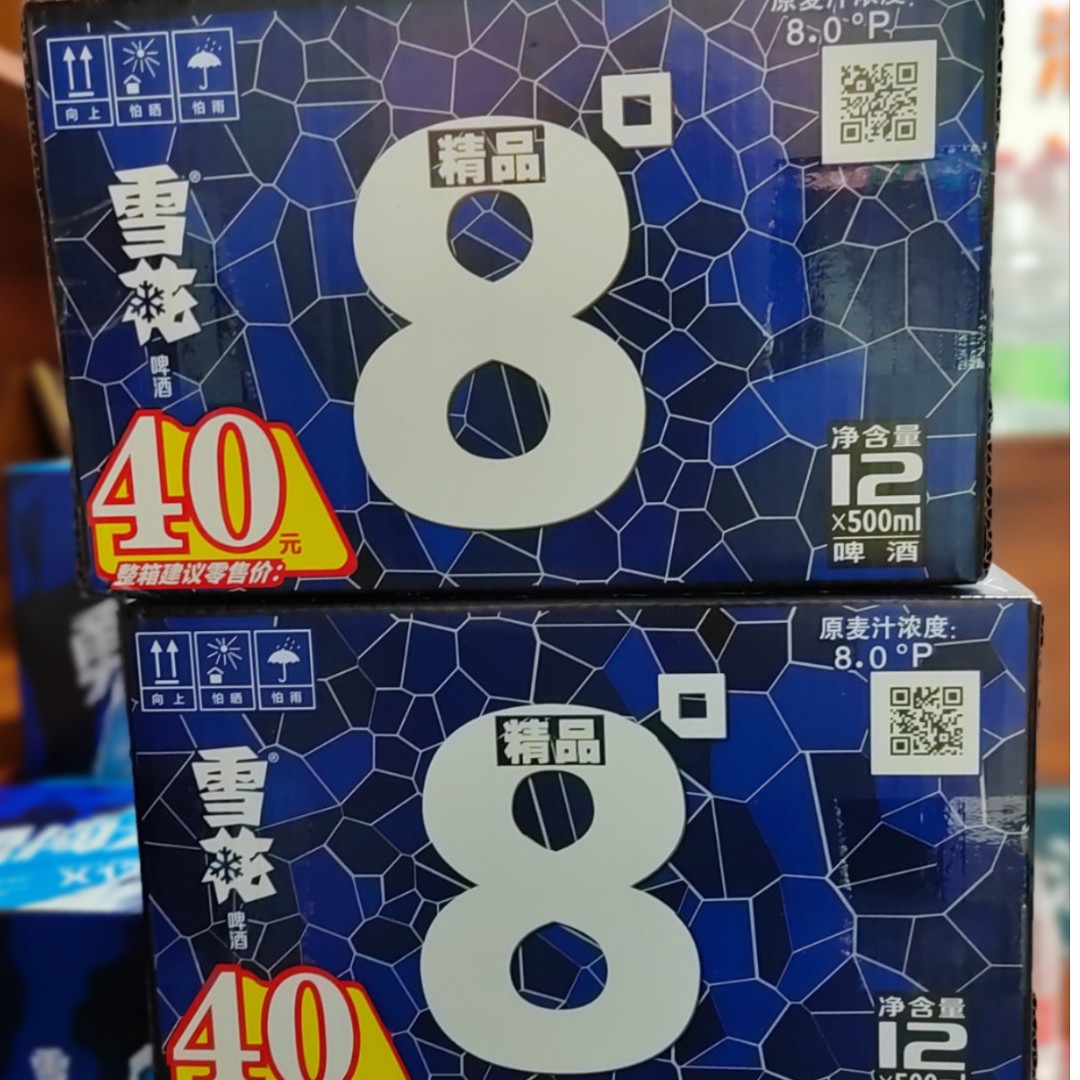 原麦汁浓度:
8.0°P
向上
怕晒
怕雨
精品
8°
雪花®
啤酒
40元
整箱建议零售价:
净含量
12
×500ml
啤酒
原麦汁浓度:
8.0°P
向上
怕晒
怕雨
精品
8°
雪花®
啤酒
40
净含量
12
×500ml